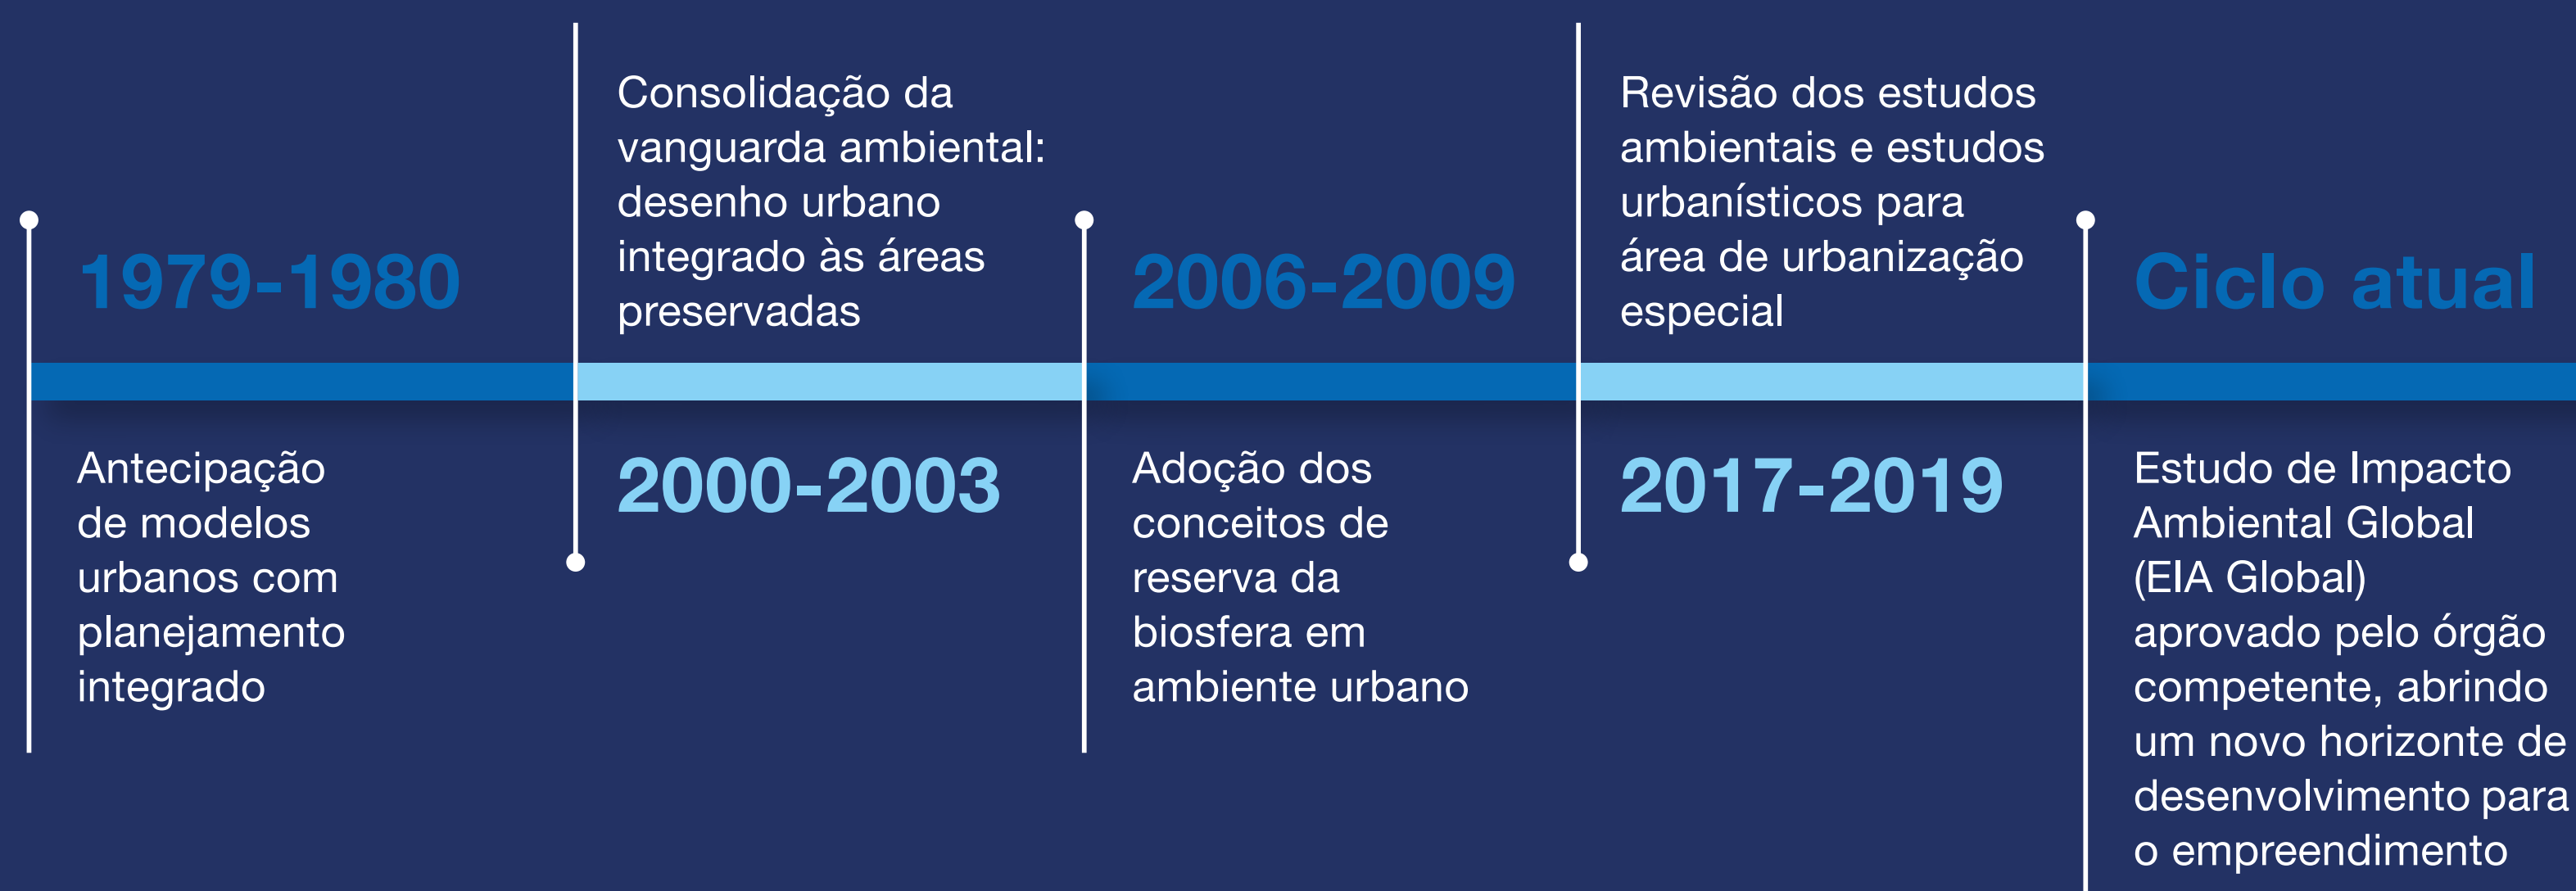 1979-1980
Antecipação
de modelos
urbanos com
planejamento
integrado
Consolidação da
vanguarda ambiental:
desenho urbano
integrado às áreas
preservadas
2000-2003
2006-2009
Adoção dos
conceitos de
reserva da
biosfera em
ambiente urbano
Revisão dos estudos
ambientais e estudos
urbanísticos para
área de urbanização
especial
2017-2019
Ciclo atual
Estudo de Impacto
Ambiental Global
(EIA Global)
aprovado pelo órgão
competente, abrindo
um novo horizonte de
desenvolvimento para
o empreendimento